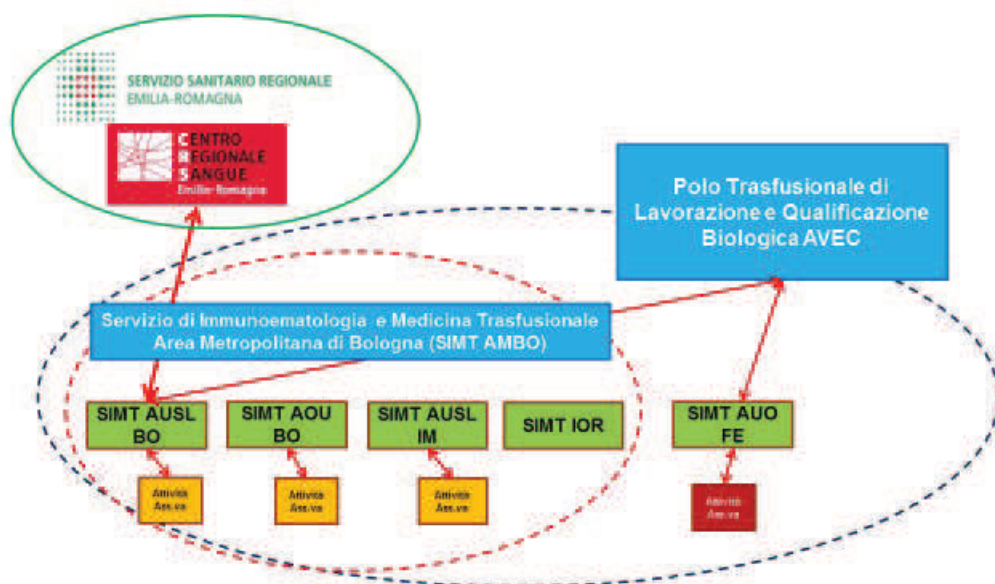 SERVIZIO SANITARIO REGIONALE
EMILIA-ROMAGNA
CENTRO
REGIONALE
SANGUE
Emilia-Romagna
Polo Trasfusionale di
Lavorazione e Qualificazione
Biologica AVEC
Servizio di Immunoematologia e Medicina Trasfusionale
Area Metropolitana di Bologna (SIMT AMBO)
SIMT AUSL
BO
SIMT AOU
BO
SIMT AUSL
IM
SIMT IOR
SIMT AUO
FE
Attività
Ass.va
Attività
Ass.va
Attività
Ass.va
Attività
Ass.va